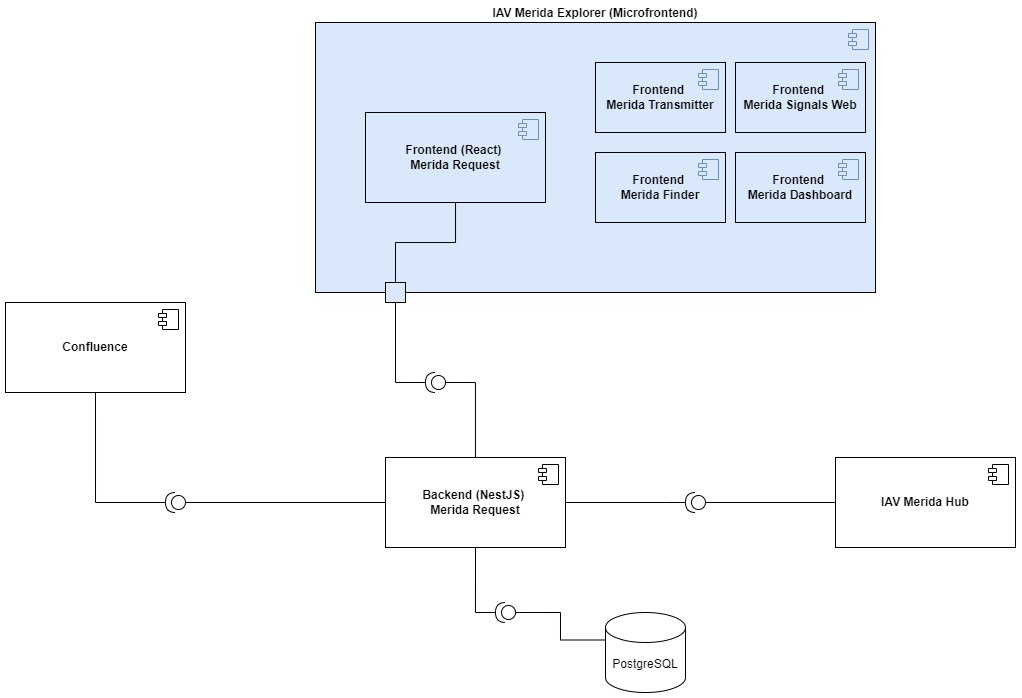 IAV Merida Explorer (Microfrontend)
Frontend (React)
Merida Request
Frontend
Merida Transmitter
Frontend
Merida Signals Web
Frontend
Merida Finder
Frontend
Merida Dashboard
Confluence
Backend (NestJS)
Merida Request
IAV Merida Hub
PostgreSQL